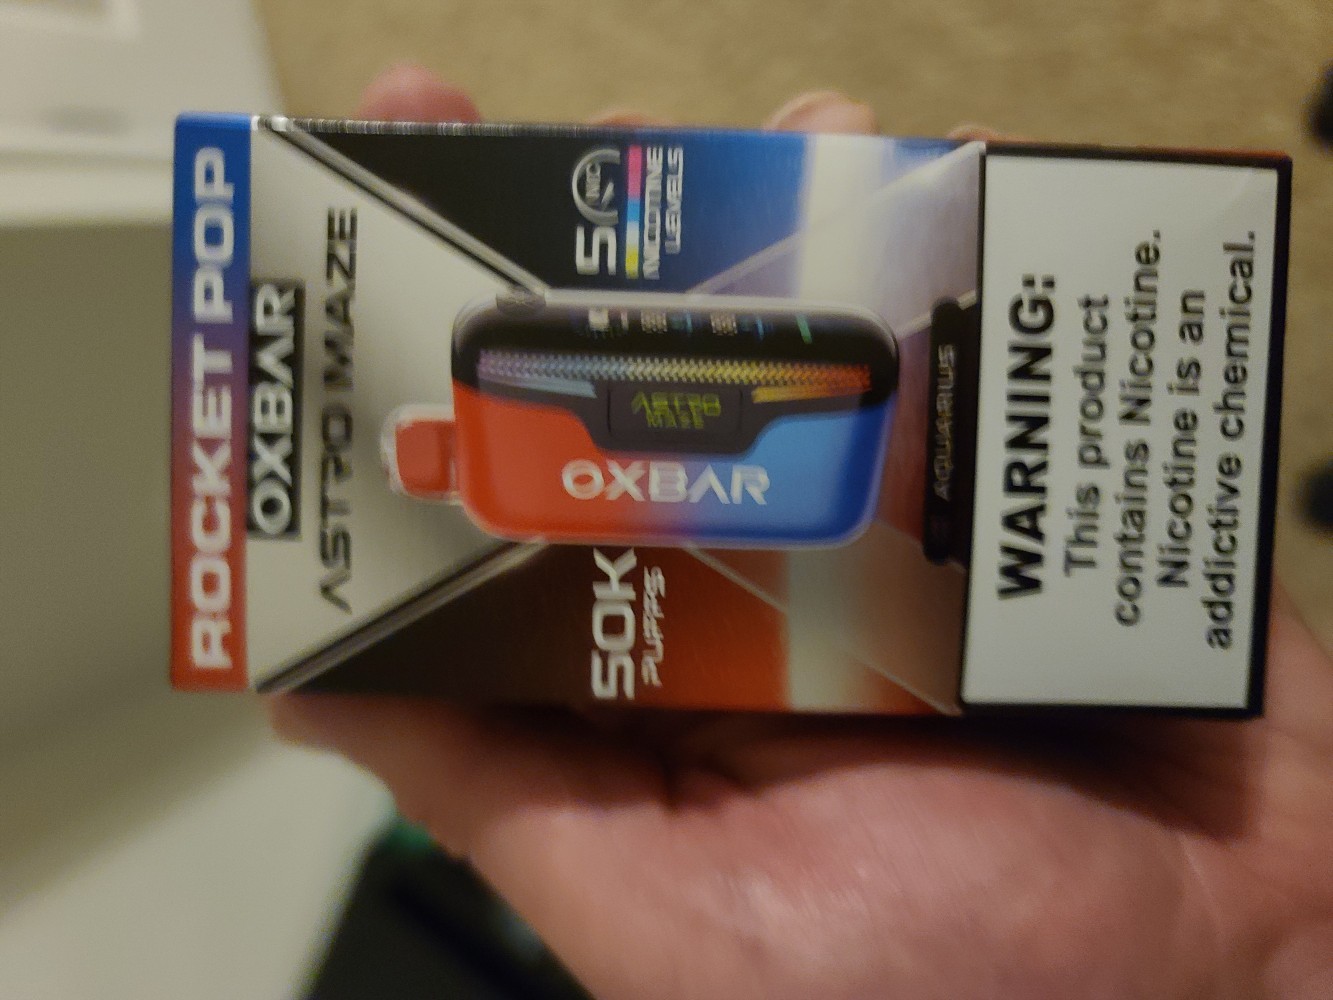 ROCKET POP
OXBAR
ASTRO MAZE
50K
PUFFS
5
NIC
NICOTINE
LEVELS
ASTRO
MAZE
OXBAR
AQUARIUS
WARNING:
This product
contains Nicotine.
Nicotine is an
addictive chemical.